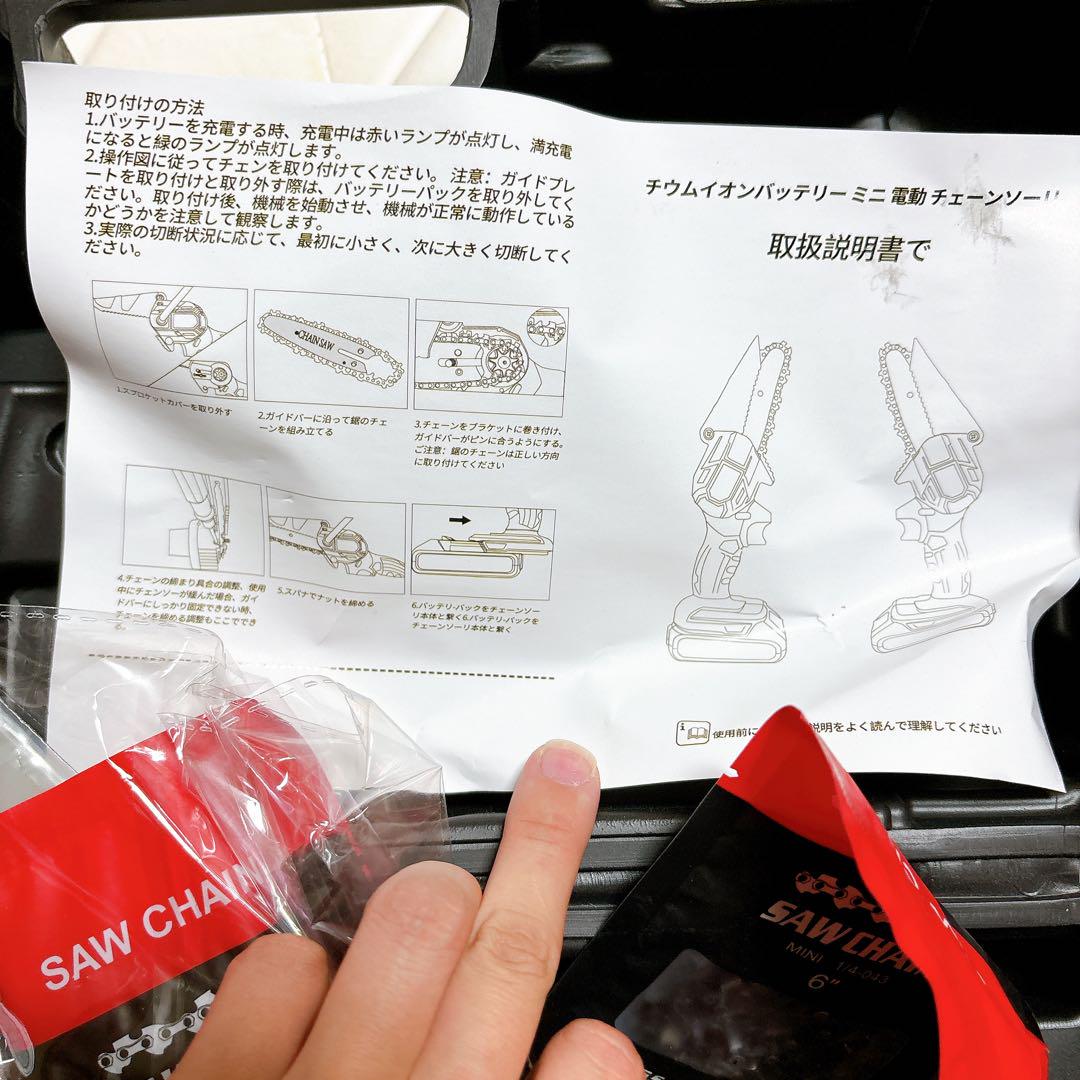 取り付けの方法
1.バッテリーを充電する時、充電中は赤いランプが点灯し、満充電
になると緑のランプが点灯します。
2.操作図に従ってチェンを取り付けてください。 注意：ガイドプレ
ートを取り付けと取り外す際は、バッテリーパックを取り外してく
ださい。取り付け後、機械を始動させ、機械が正常に動作している
かどうかを注意して観察します。
3.実際の切断状況に応じて、最初に小さく、次に大きく切断してく
ださい。
CHAIN SAW
1.スプロケットカバーを取り外す
2.ガイドバーに沿って鋸のチェ
ーンを組み立てる
3.チェーンをブラケットに巻き付け、
ガイドバーがピンに合うようにする。
ご注意：鋸のチェーンは正しい方向
に取り付けてください
4.チェーンの締まり具合の調整、使用
中にチェンソーが緩んだ場合、ガイ
ドバーにしっかり固定できない時、
チェーンを締める調整もここででき
る。
5.スパナでナットを締める
6.バッテリ-パックをチェーンソー
リ本体と繋ぐ6.バッテリ-パックを
チェーンソーリ本体と繋ぐ
チウムイオンバッテリー ミニ 電動 チェーンソーリ
取扱説明書で
使用前に 説明をよく読んで理解してください
SAW CHAIN
SAW CHAI
MINI 1/4-043
6"